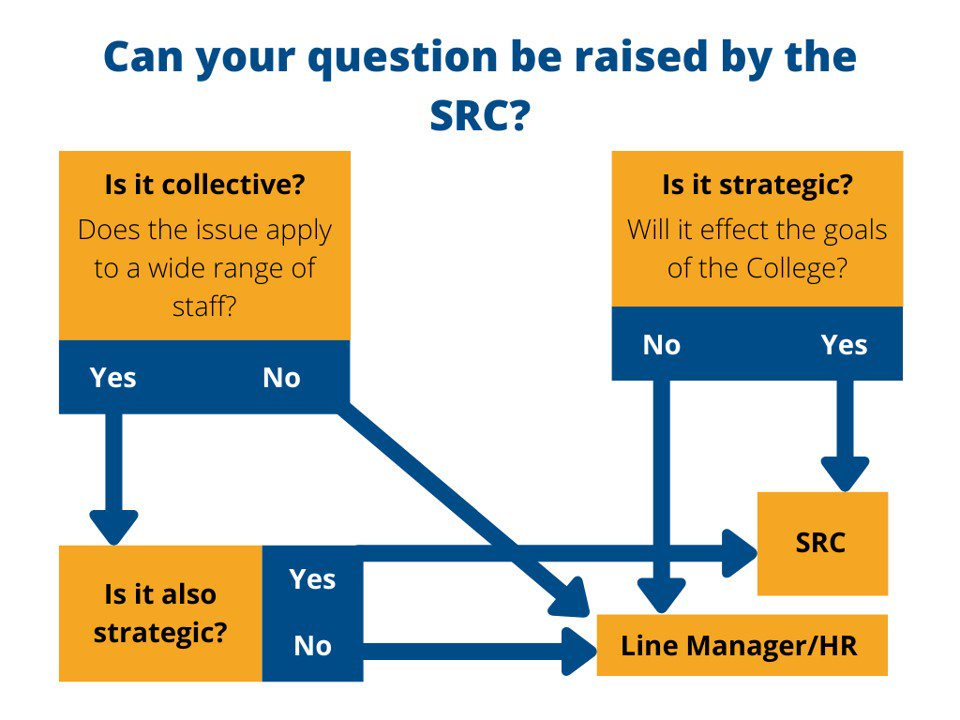 Can your question be raised by the
SRC?
Is it collective?
Does the issue apply
to a wide range of
staff?
Yes No
Is it strategic?
Will it effect the goals
of the College?
No Yes
Is it also
strategic?
Yes
No
SRC
Line Manager/HR